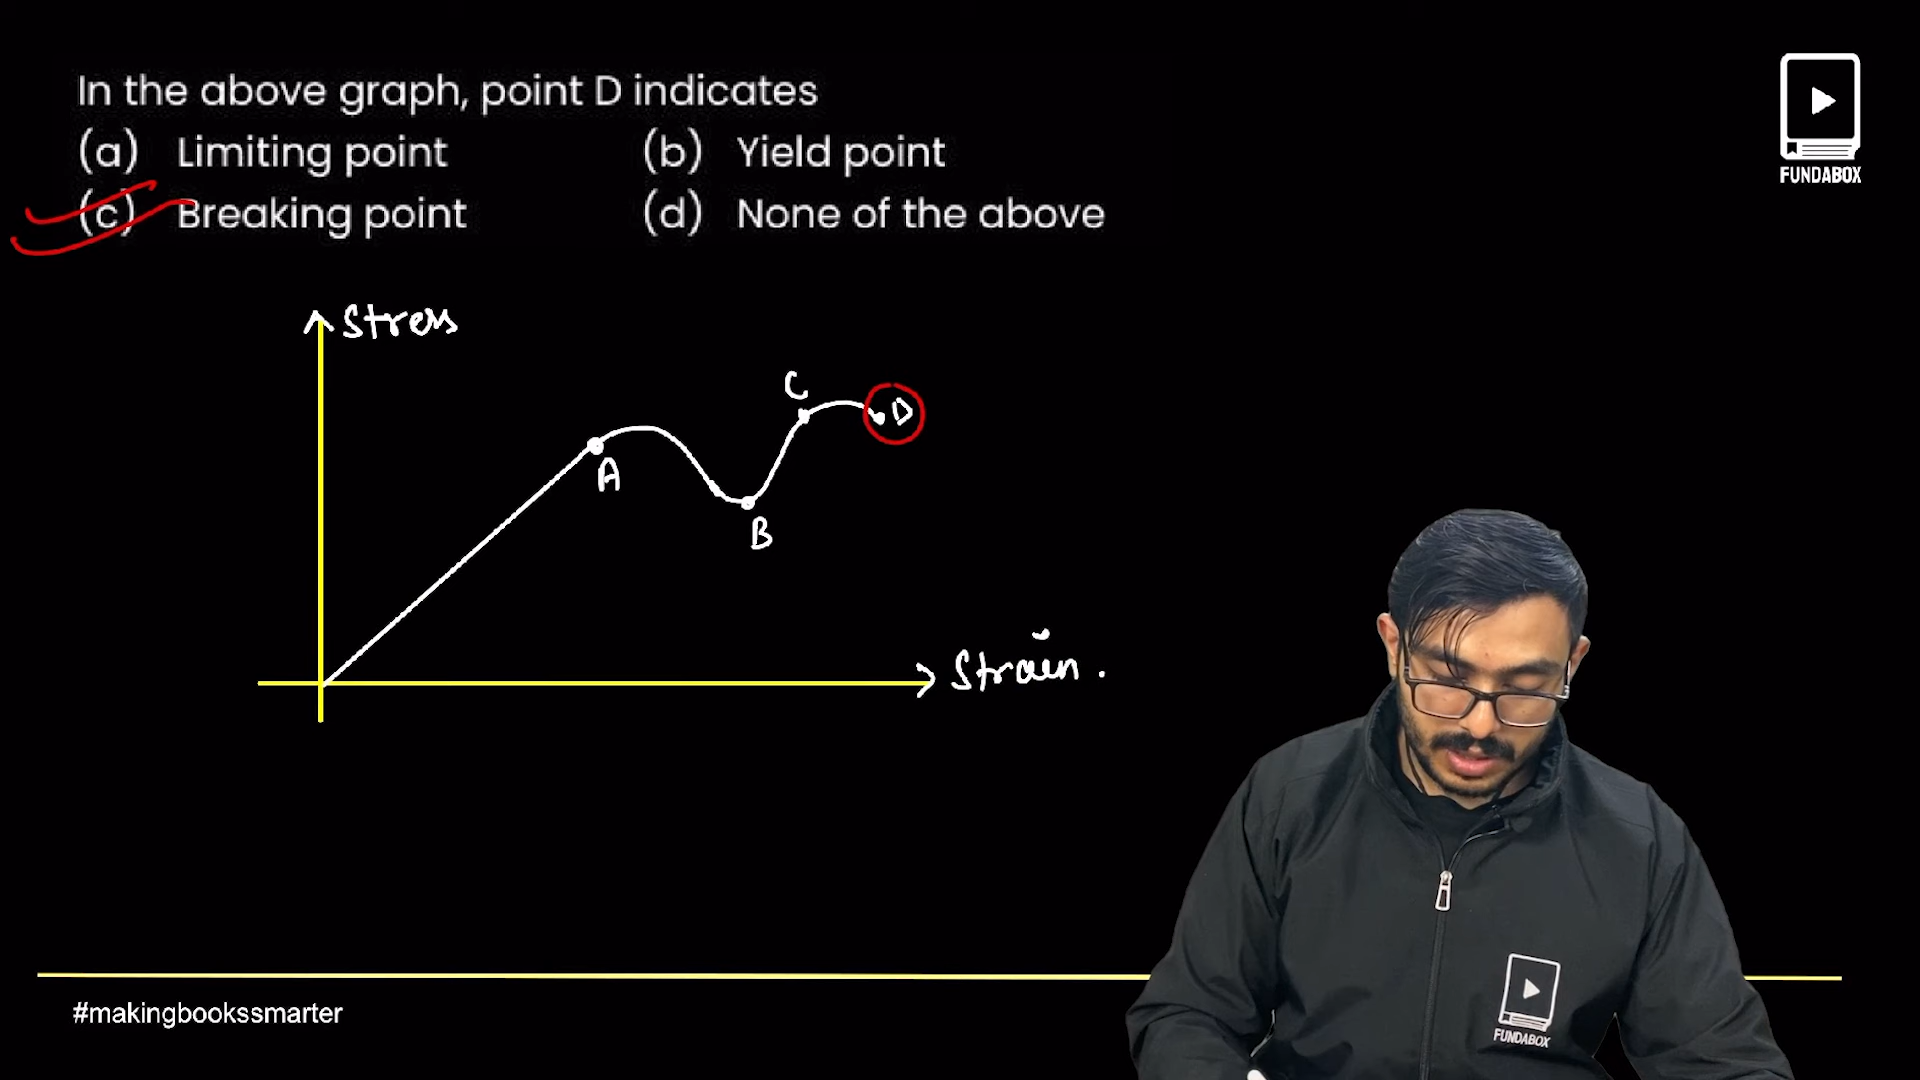 In the above graph, point D indicates
(a) Limiting point (b) Yield point
(c) Breaking point (d) None of the above
FUNDABOX
Stress
C
D
A
B
Strain.
FUNDABOX
#makingbookssmarter